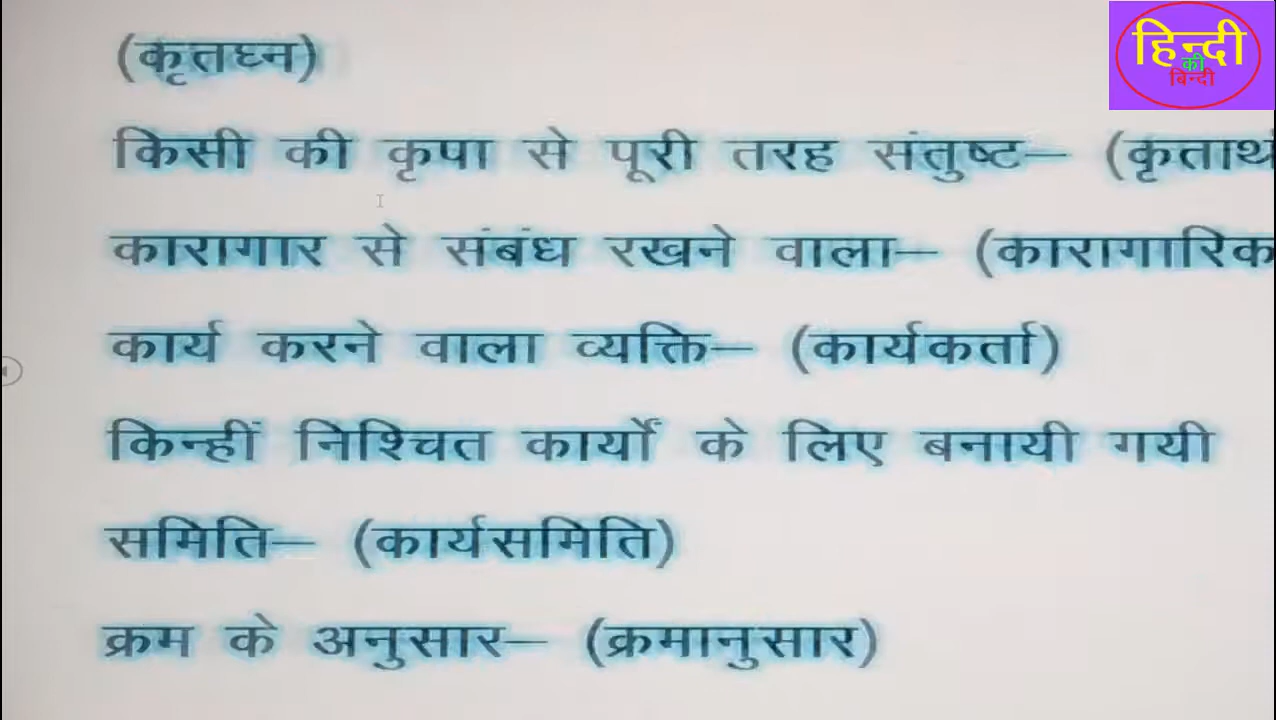 (कृतघ्न)
हिन्दी
की
बिन्दी
किसी की कृपा से पूरी तरह संतुष्ट– (कृतार्थ
कारागार से संबंध रखने वाला– (कारागारिक
कार्य करने वाला व्यक्ति– (कार्यकर्ता)
किन्हीं निश्चित कार्यों के लिए बनायी गयी
समिति– (कार्यसमिति)
क्रम के अनुसार– (क्रमानुसार)